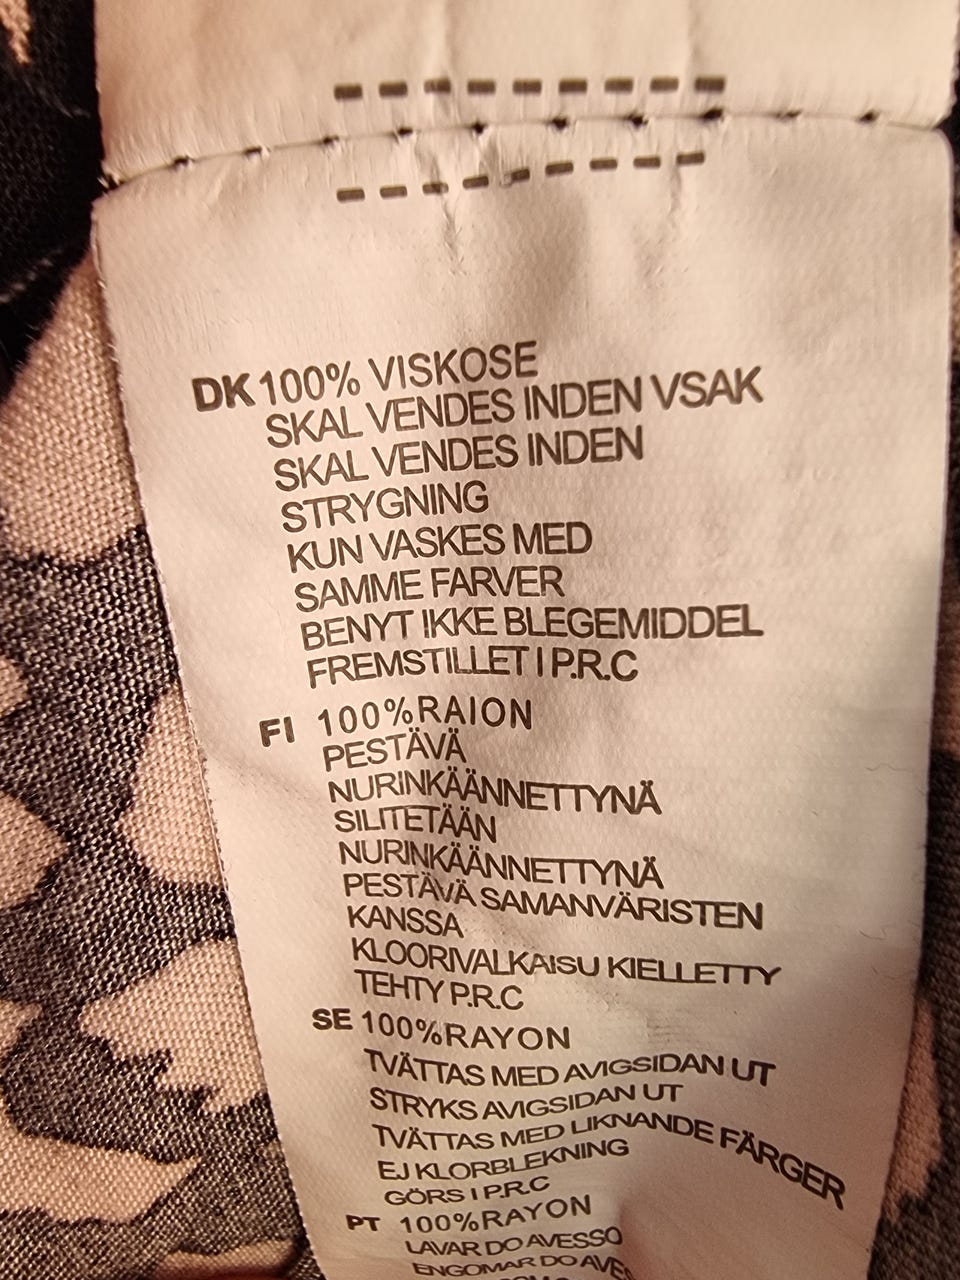 DK 100% VISKOSE
SKAL VENDES INDEN VSAK
SKAL VENDES INDEN
STRYGNING
KUN VASKES MED
SAMME FARVER
BENYT IKKE BLEGEMIDDEL
FREMSTILLET I P.R.C
FI 100%RAION
PESTÄVÄ
NURINKÄÄNNETTYNÄ
SILITETÄÄN
NURINKÄÄNNETTYNÄ
PESTÄVÄ SAMANVÄRISTEN
KANSSA
KLOORIVALKAISU KIELLETTY
TEHTY P.R.C
SE 100%RAYON
TVÄTTAS MED AVIGSIDAN UT
STRYKS AVIGSIDAN UT
TVÄTTAS MED LIKNANDE FÄRGER
EJ KLORBLEKNING
GÖRS I P.R.C
PT 100%RAYON
LAVAR DO AVESSO
ENGOMAR DO